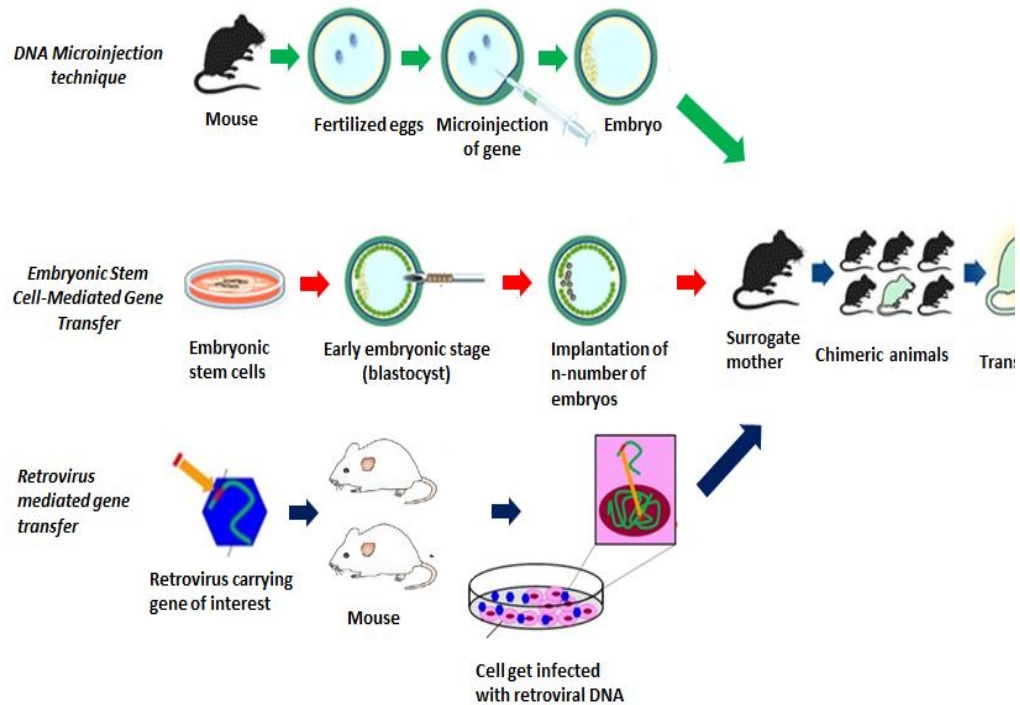 DNA Microinjection
technique
Mouse
Fertilized eggs
Microinjection
of gene
Embryo
Embryonic Stem
Cell-Mediated Gene
Transfer
Embryonic
stem cells
Early embryonic stage
(blastocyst)
Implantation of
n-number of
embryos
Surrogate
mother
Chimeric animals
Trans
Retrovirus
mediated gene
transfer
Retrovirus carrying
gene of interest
Mouse
Cell get infected
with retroviral DNA